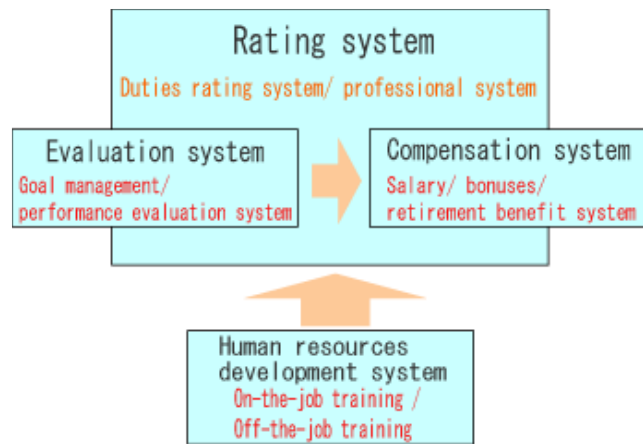 Rating system
Duties rating system/ professional system
Evaluation system
Goal management/
performance evaluation system
Compensation system
Salary/ bonuses/
retirement benefit system
Human resources
development system
On-the-job training /
Off-the-job training